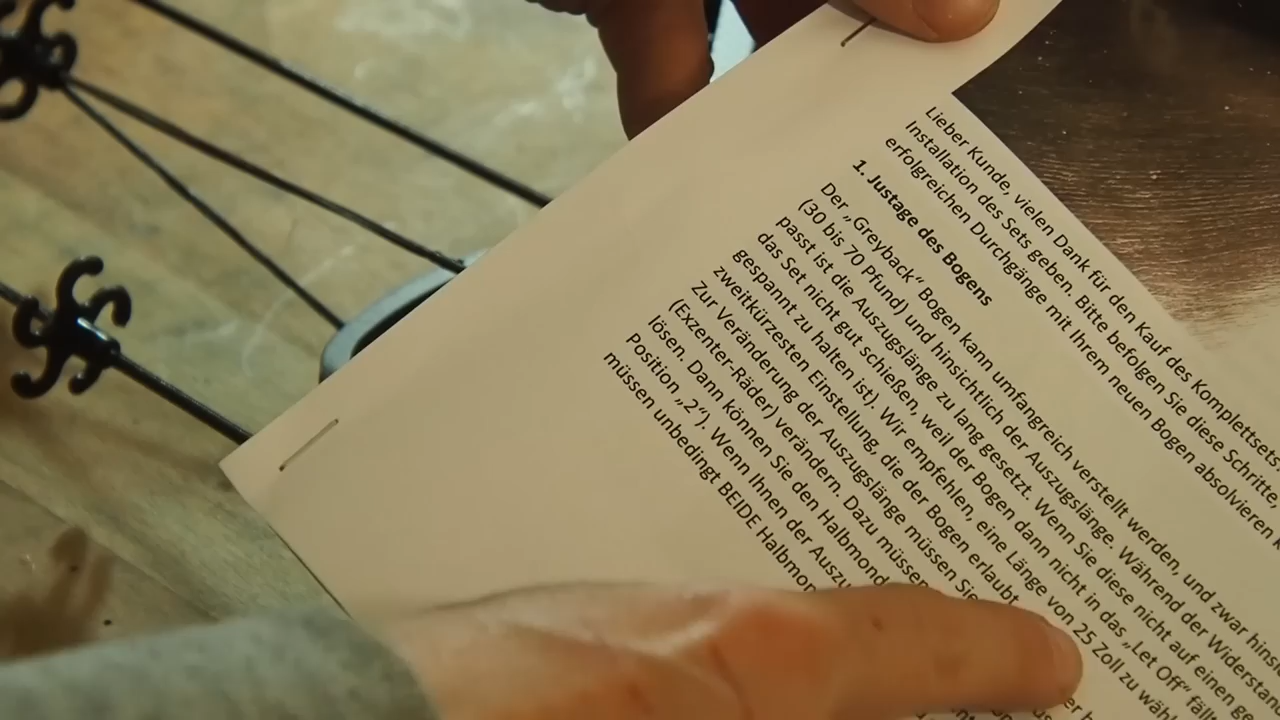 Lieber Kunde, vielen Dank für den Kauf des Komplettsets,
Installation des Sets geben. Bitte befolgen Sie diese Schritte,
erfolgreichen Durchgänge mit Ihrem neuen Bogen absolvieren
1. Justage des Bogens
Der „Greyback“ Bogen kann umfangreich verstellt werden, und zwar
(30 bis 70 Pfund) und hinsichtlich der Auszugslänge. Während der
passt ist die Auszugslänge zu lang gesetzt. Wenn Sie diese nicht auf einen
das Set nicht gut schießen, weil der Bogen dann nicht in das „Let Off“ fällt
gespannt zu halten ist). Wir empfehlen, eine Länge von 25 Zoll zu
zweitkürzesten Einstellung, die der Bogen erlaubt
Zur Veränderung der Auszugslänge müssen Sie
(Exzenter-Räder) verändern. Dazu müssen
lösen. Dann können Sie den Halbmond
Position „2“). Wenn Ihnen der
müssen unbedingt BEIDE